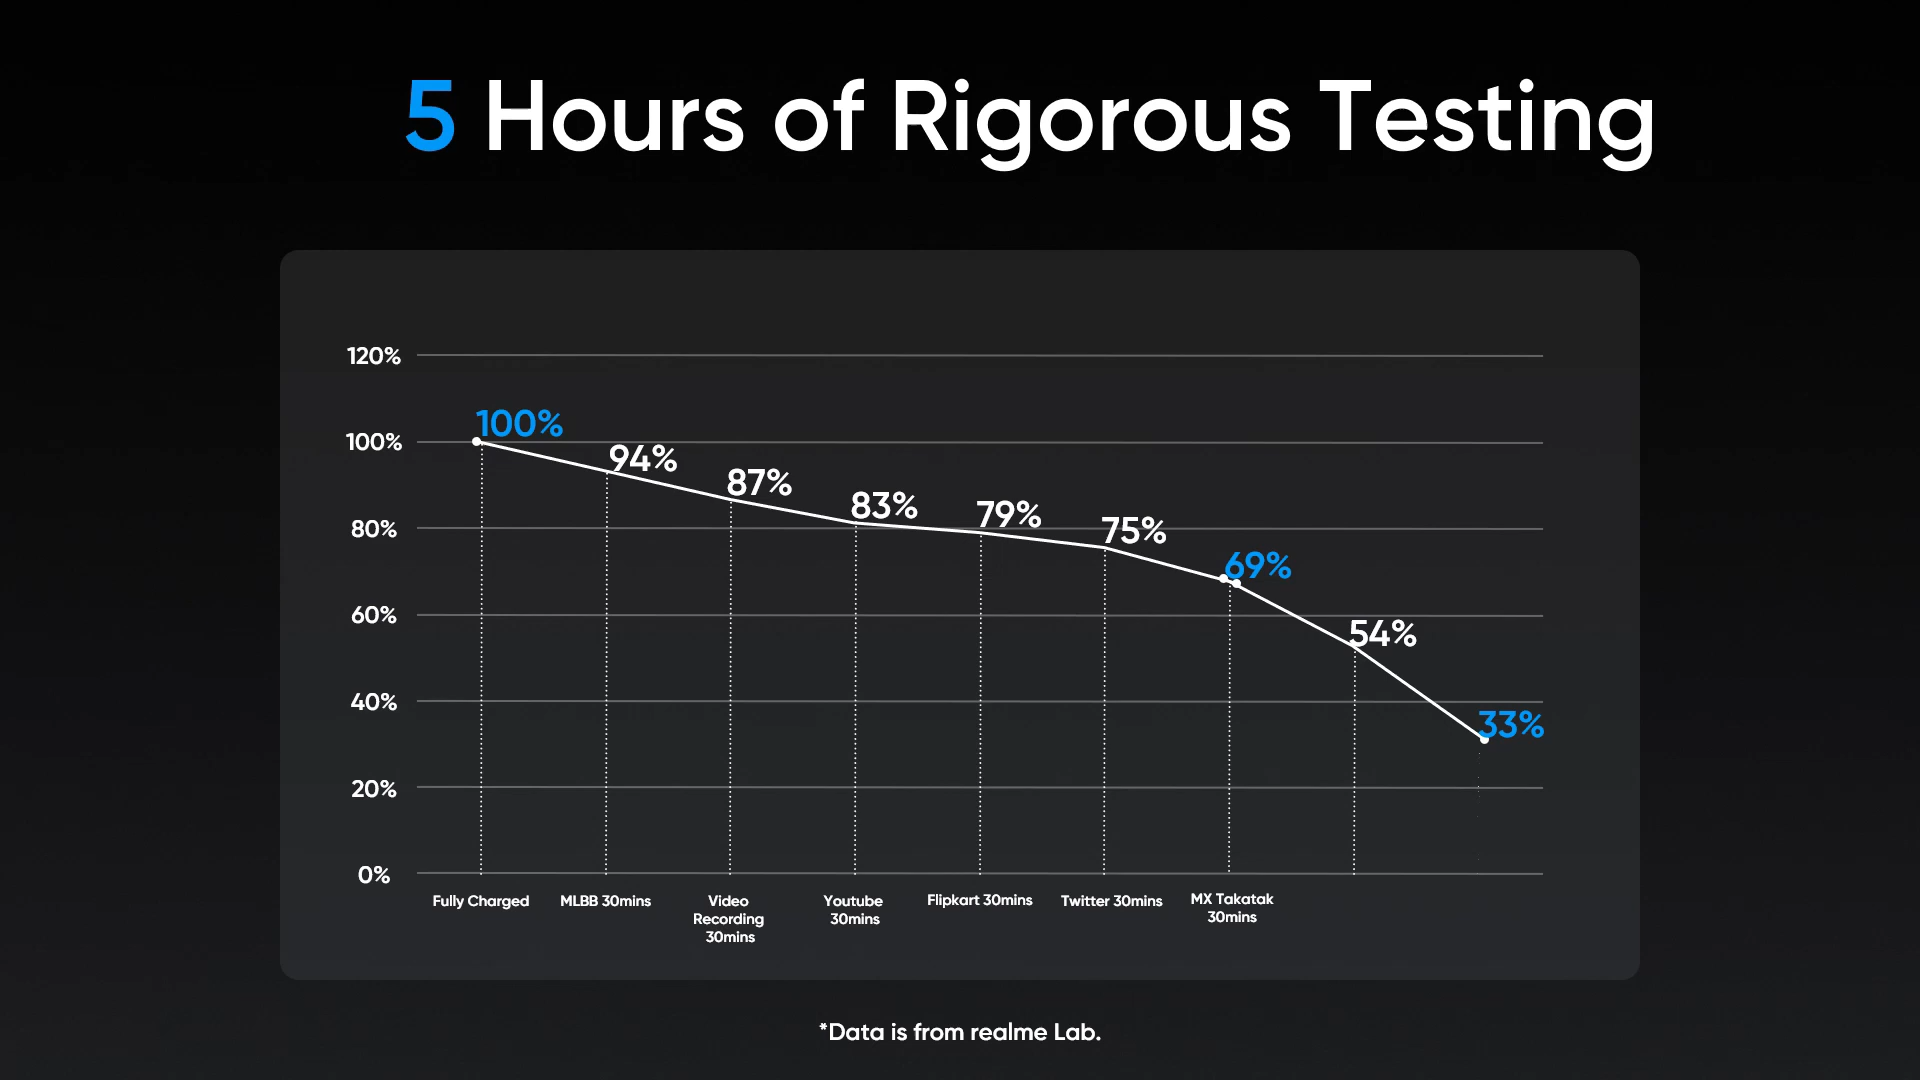 5 Hours of Rigorous Testing
120%
100%
80%
60%
40%
20%
0%
100%
94%
87%
83%
79%
75%
69%
54%
33%
Fully Charged
MLBB 30mins
Video
Recording
30mins
Youtube
30mins
Flipkart 30mins
Twitter 30mins
MX Takatak
30mins
*Data is from realme Lab.